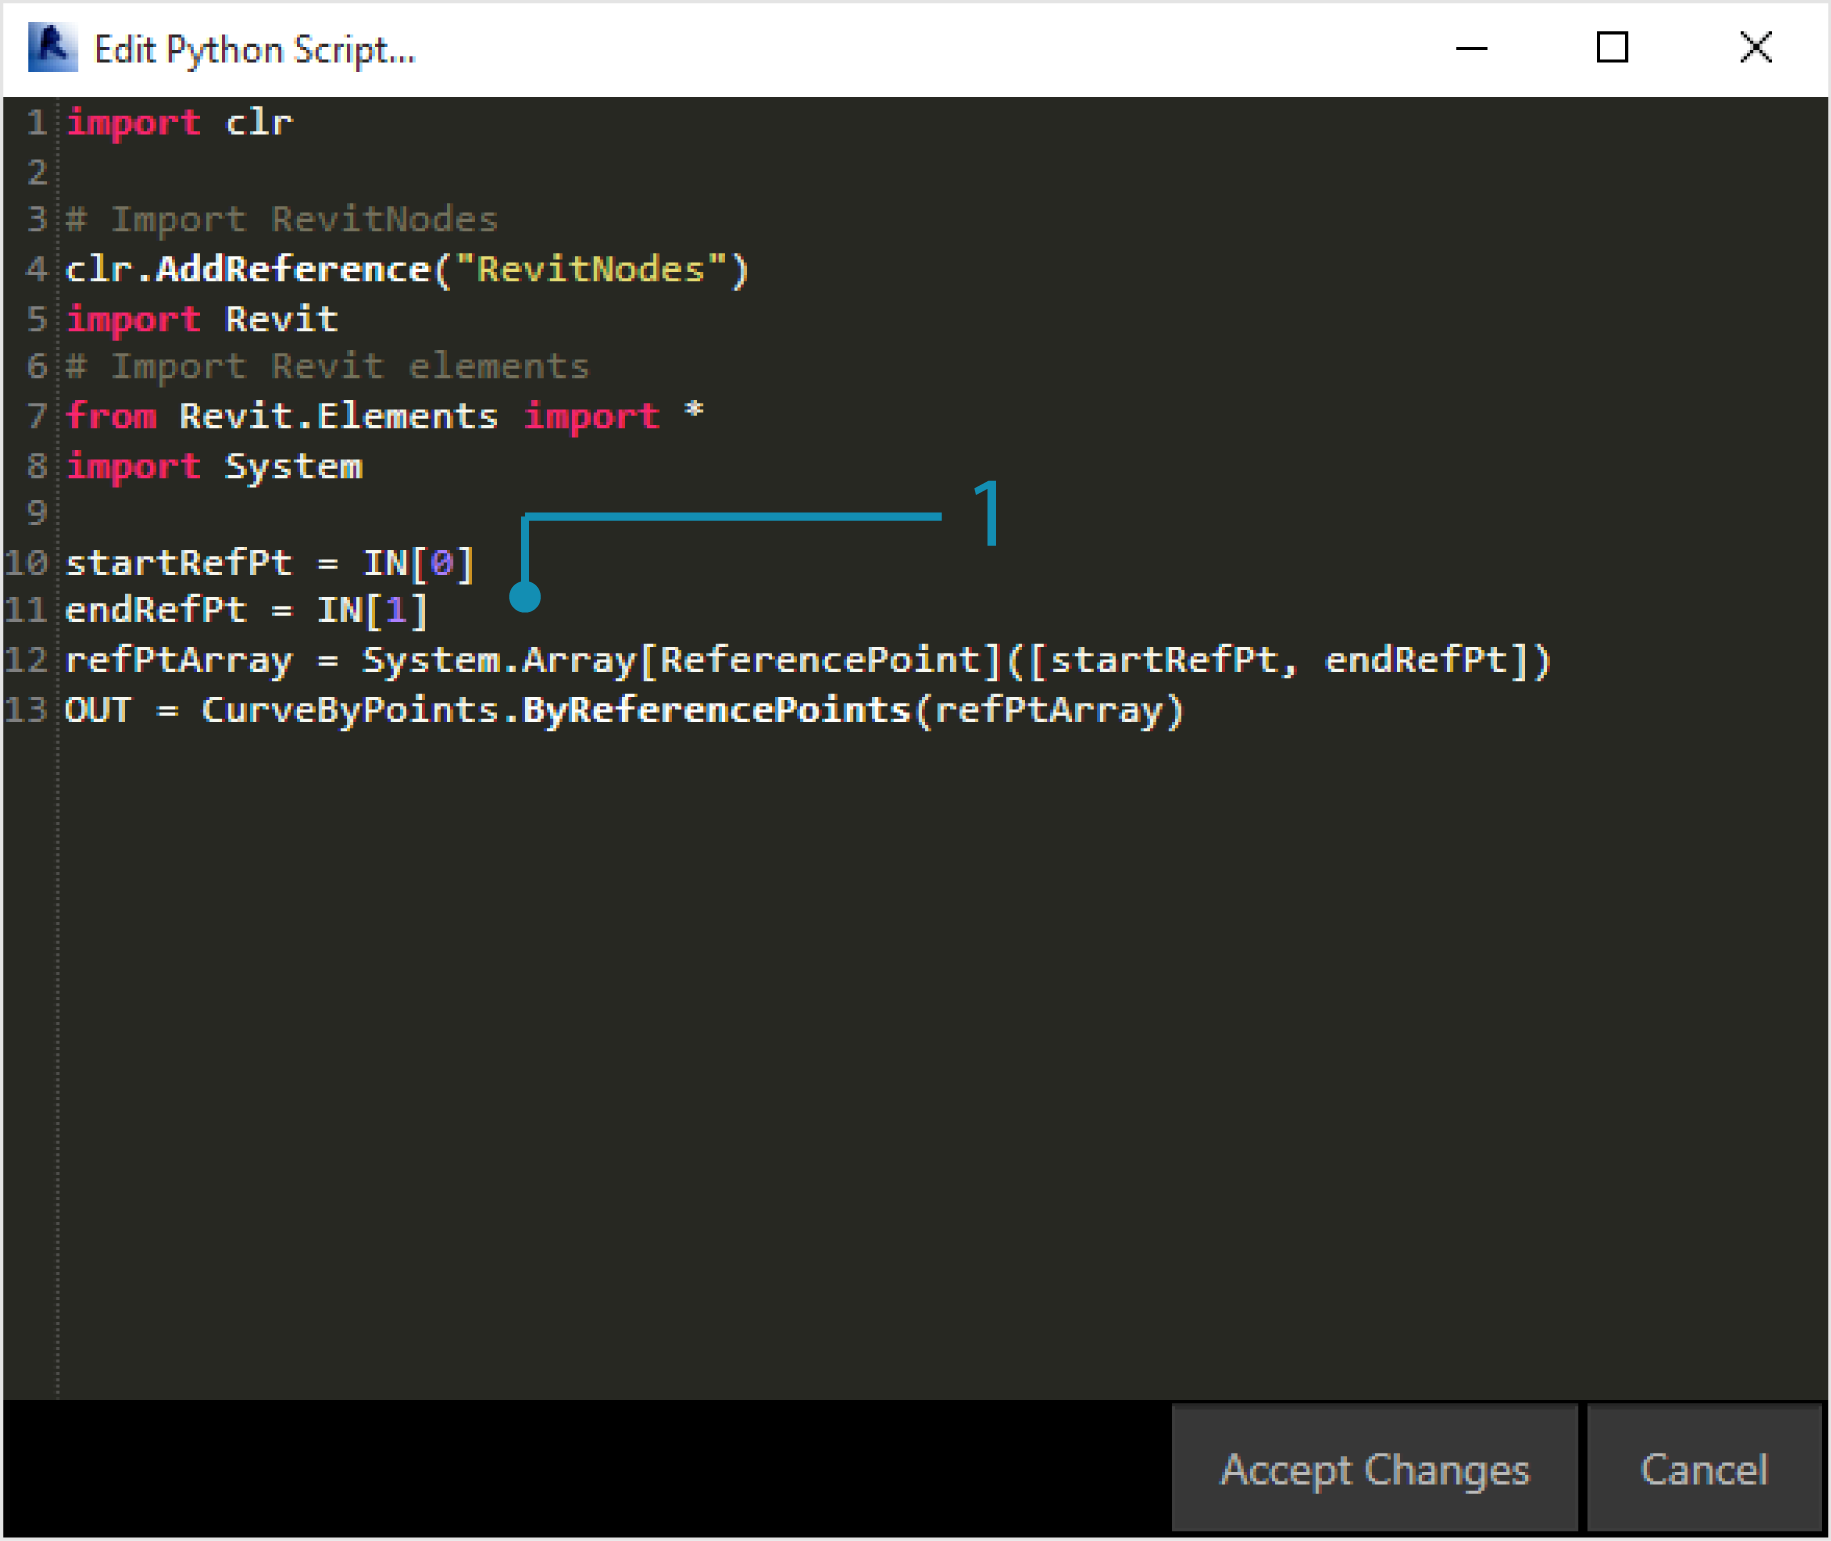 Edit Python Script...
1 import clr
2
3 # Import RevitNodes
4 clr.AddReference("RevitNodes")
5 import Revit
6 # Import Revit elements
7 from Revit.Elements import *
8 import System
9
1
10 startRefPt = IN[0]
11 endRefPt = IN[1]
12 refPtArray = System.Array[ReferencePoint]([startRefPt, endRefPt])
13 OUT = CurveByPoints.ByReferencePoints(refPtArray)
Accept Changes
Cancel